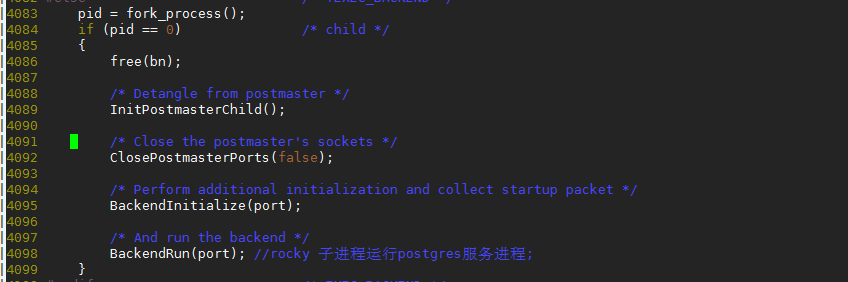 4083     pid = fork_process();
4084     if (pid == 0)               /* child */
4085     {
4086         free(bn);
4087
4088         /* Detangle from postmaster */
4089         InitPostmasterChild();
4090
4091         /* Close the postmaster's sockets */
4092         ClosePostmasterPorts(false);
4093
4094         /* Perform additional initialization and collect startup packet */
4095         BackendInitialize(port);
4096
4097         /* And run the backend */
4098         BackendRun(port); //rocky 子进程运行postgres服务进程;
4099     }